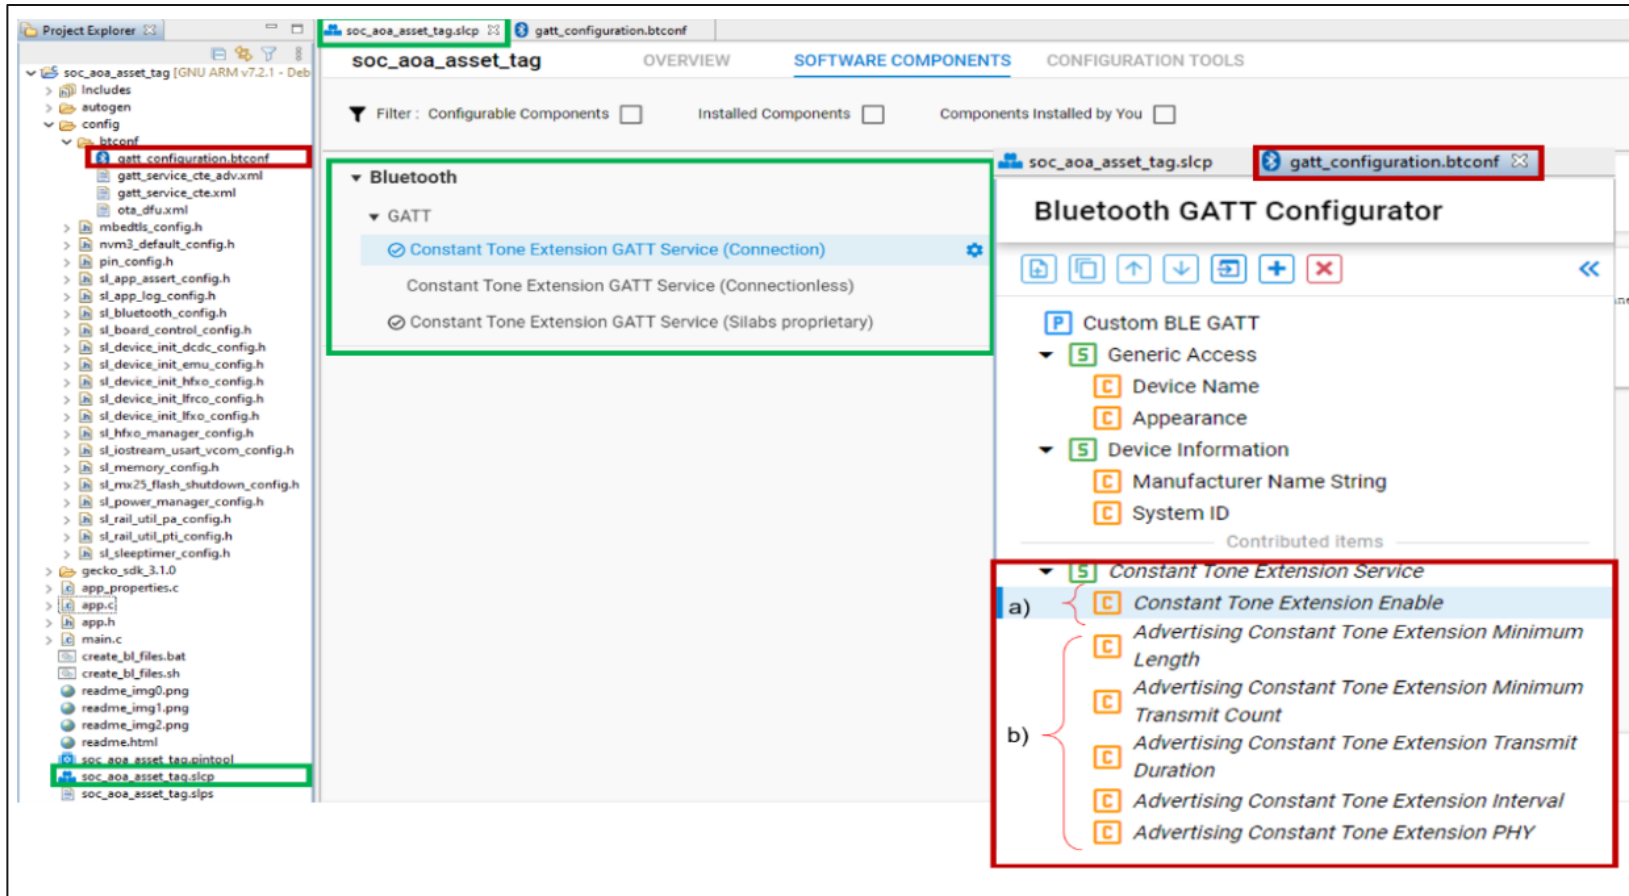 Project Explorer
soc_aoa_asset_tag [GNU ARM v7.2.1 - Deb
Includes
autogen
config
btconf
gatt_configuration.btconf
gatt_service_cte_adv.xml
gatt_service_cte.xml
ota_dfu.xml
mbedtls_config.h
nvm3_default_config.h
pin_config.h
sl_app_assert_config.h
sl_app_log_config.h
sl_bluetooth_config.h
sl_board_control_config.h
sl_device_init_dcdc_config.h
sl_device_init_emu_config.h
sl_device_init_hfxo_config.h
sl_device_init_lfrco_config.h
sl_device_init_lfxo_config.h
sl_hfxo_manager_config.h
sl_iostream_usart_vcom_config.h
sl_memory_config.h
sl_mx25_flash_shutdown_config.h
sl_power_manager_config.h
sl_rail_util_pa_config.h
sl_rail_util_pti_config.h
sl_sleeptimer_config.h
gecko_sdk_3.1.0
app_properties.c
app.c
app.h
main.c
create_bl_files.bat
create_bl_files.sh
readme_img0.png
readme_img1.png
readme_img2.png
readme.html
soc_aoa_asset_tag.pintool
soc_aoa_asset_tag.slcp
soc_aoa_asset_tag.slps
soc_aoa_asset_tag.slcp gatt_configuration.btconf
soc_aoa_asset_tag OVERVIEW SOFTWARE COMPONENTS CONFIGURATION TOOLS
Filter : Configurable Components Installed Components Components Installed by You
Bluetooth
GATT
Constant Tone Extension GATT Service (Connection)
Constant Tone Extension GATT Service (Connectionless)
Constant Tone Extension GATT Service (Silabs proprietary)
soc_aoa_asset_tag.slcp gatt_configuration.btconf
Bluetooth GATT Configurator
P Custom BLE GATT
S Generic Access
C Device Name
C Appearance
S Device Information
C Manufacturer Name String
C System ID
Contributed items
S Constant Tone Extension Service
a) C Constant Tone Extension Enable
C Advertising Constant Tone Extension Minimum
Length
C Advertising Constant Tone Extension Minimum
Transmit Count
b) C Advertising Constant Tone Extension Transmit
Duration
C Advertising Constant Tone Extension Interval
C Advertising Constant Tone Extension PHY